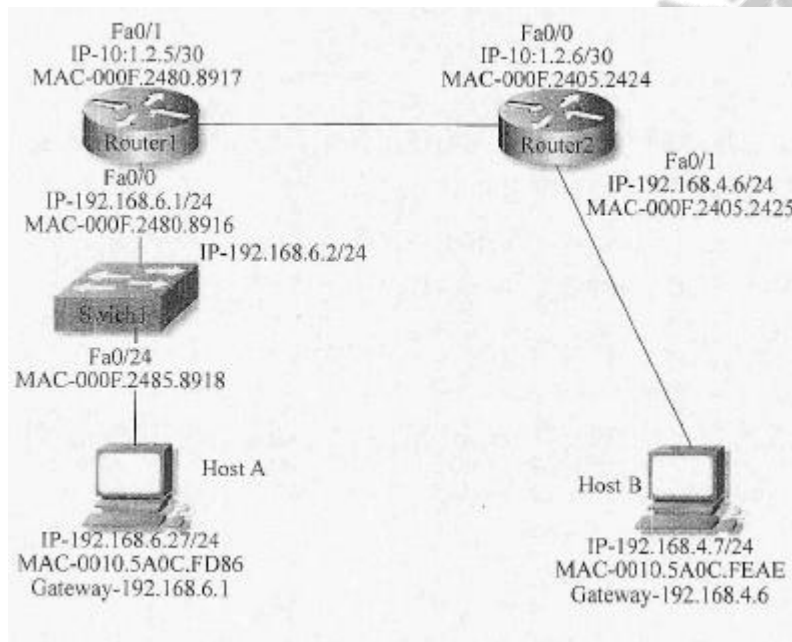 Fa0/1
IP-10:1.2.5/30
MAC-000F.2480.8917
Router1
Fa0/0
IP-192.168.6.1/24
MAC-000F.2480.8916
IP-192.168.6.2/24
Swich1
Fa0/24
MAC-000F.2485.8918
Host A
IP-192.168.6.27/24
MAC-0010.5A0C.FD86
Gateway-192.168.6.1
Fa0/0
IP-10:1.2.6/30
MAC-000F.2405.2424
Router2
Fa0/1
IP-192.168.4.6/24
MAC-000F.2405.2425
Host B
IP-192.168.4.7/24
MAC-0010.5A0C.FEAE
Gateway-192.168.4.6